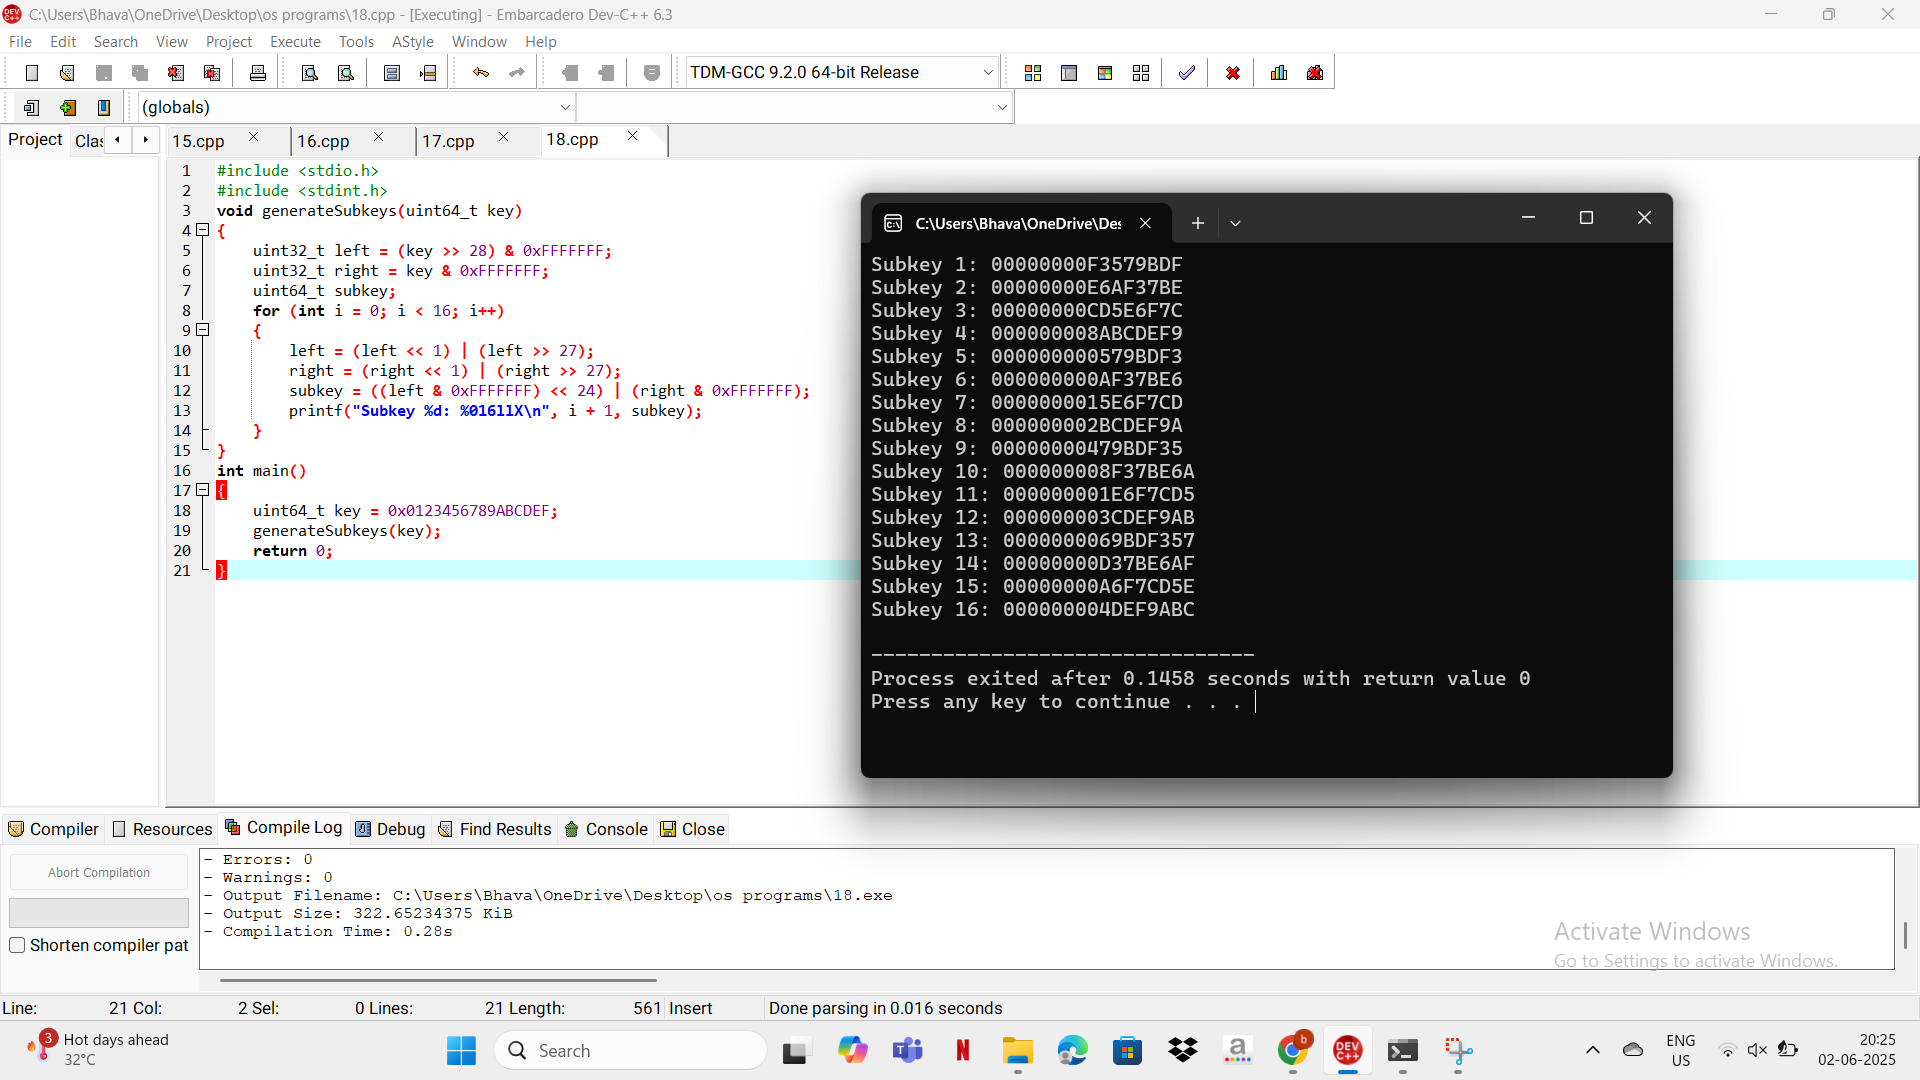 C:\Users\Bhava\OneDrive\Desktop\os programs\18.cpp - [Executing] - Embarcadero Dev-C++ 6.3
File Edit Search View Project Execute Tools AStyle Window Help
TDM-GCC 9.2.0 64-bit Release
(globals)
Project Clas 15.cpp 16.cpp 17.cpp 18.cpp
1 #include <stdio.h>
2 #include <stdint.h>
3 void generateSubkeys(uint64_t key)
4 {
5 uint32_t left = (key >> 28) & 0xFFFFFFF;
6 uint32_t right = key & 0xFFFFFFF;
7 uint64_t subkey;
8 for (int i = 0; i < 16; i++)
9 {
10 left = (left << 1) | (left >> 27);
11 right = (right << 1) | (right >> 27);
12 subkey = ((left & 0xFFFFFFF) << 24) | (right & 0xFFFFFFF);
13 printf("Subkey %d: %016llX\n", i + 1, subkey);
14 }
15 }
16 int main()
17 {
18 uint64_t key = 0x0123456789ABCDEF;
19 generateSubkeys(key);
20 return 0;
21 }
C:\Users\Bhava\OneDrive\Des
Subkey 1: 00000000F3579BDF
Subkey 2: 00000000E6AF37BE
Subkey 3: 00000000CD5E6F7C
Subkey 4: 000000008ABCDEF9
Subkey 5: 000000000579BDF3
Subkey 6: 000000000AF37BE6
Subkey 7: 0000000015E6F7CD
Subkey 8: 000000002BCDEF9A
Subkey 9: 00000000479BDF35
Subkey 10: 000000008F37BE6A
Subkey 11: 000000001E6F7CD5
Subkey 12: 000000003CDEF9AB
Subkey 13: 0000000069BDF357
Subkey 14: 00000000D37BE6AF
Subkey 15: 00000000A6F7CD5E
Subkey 16: 000000004DEF9ABC
--------------------------------
Process exited after 0.1458 seconds with return value 0
Press any key to continue . . .
Compiler Resources Compile Log Debug Find Results Console Close
Abort Compilation
Shorten compiler pat
- Errors: 0
- Warnings: 0
- Output Filename: C:\Users\Bhava\OneDrive\Desktop\os programs\18.exe
- Output Size: 322.65234375 KiB
- Compilation Time: 0.28s
Activate Windows
Go to Settings to activate Windows.
Line: 21 Col: 2 Sel: 0 Lines: 21 Length: 561 Insert Done parsing in 0.016 seconds
3 Hot days ahead
32°C
Search
ENG
US
20:25
02-06-2025